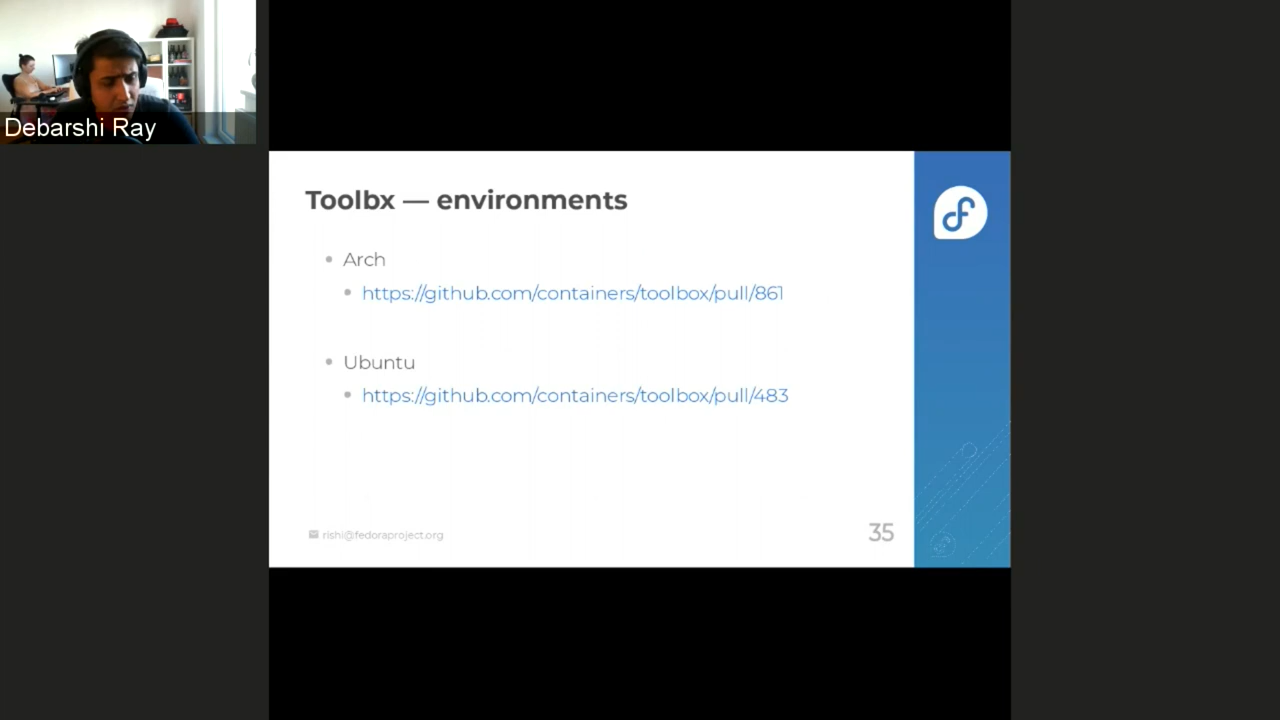 Debarshi Ray
Toolbx — environments
Arch
https://github.com/containers/toolbox/pull/861
Ubuntu
https://github.com/containers/toolbox/pull/483
rishi@fedoraproject.org
35